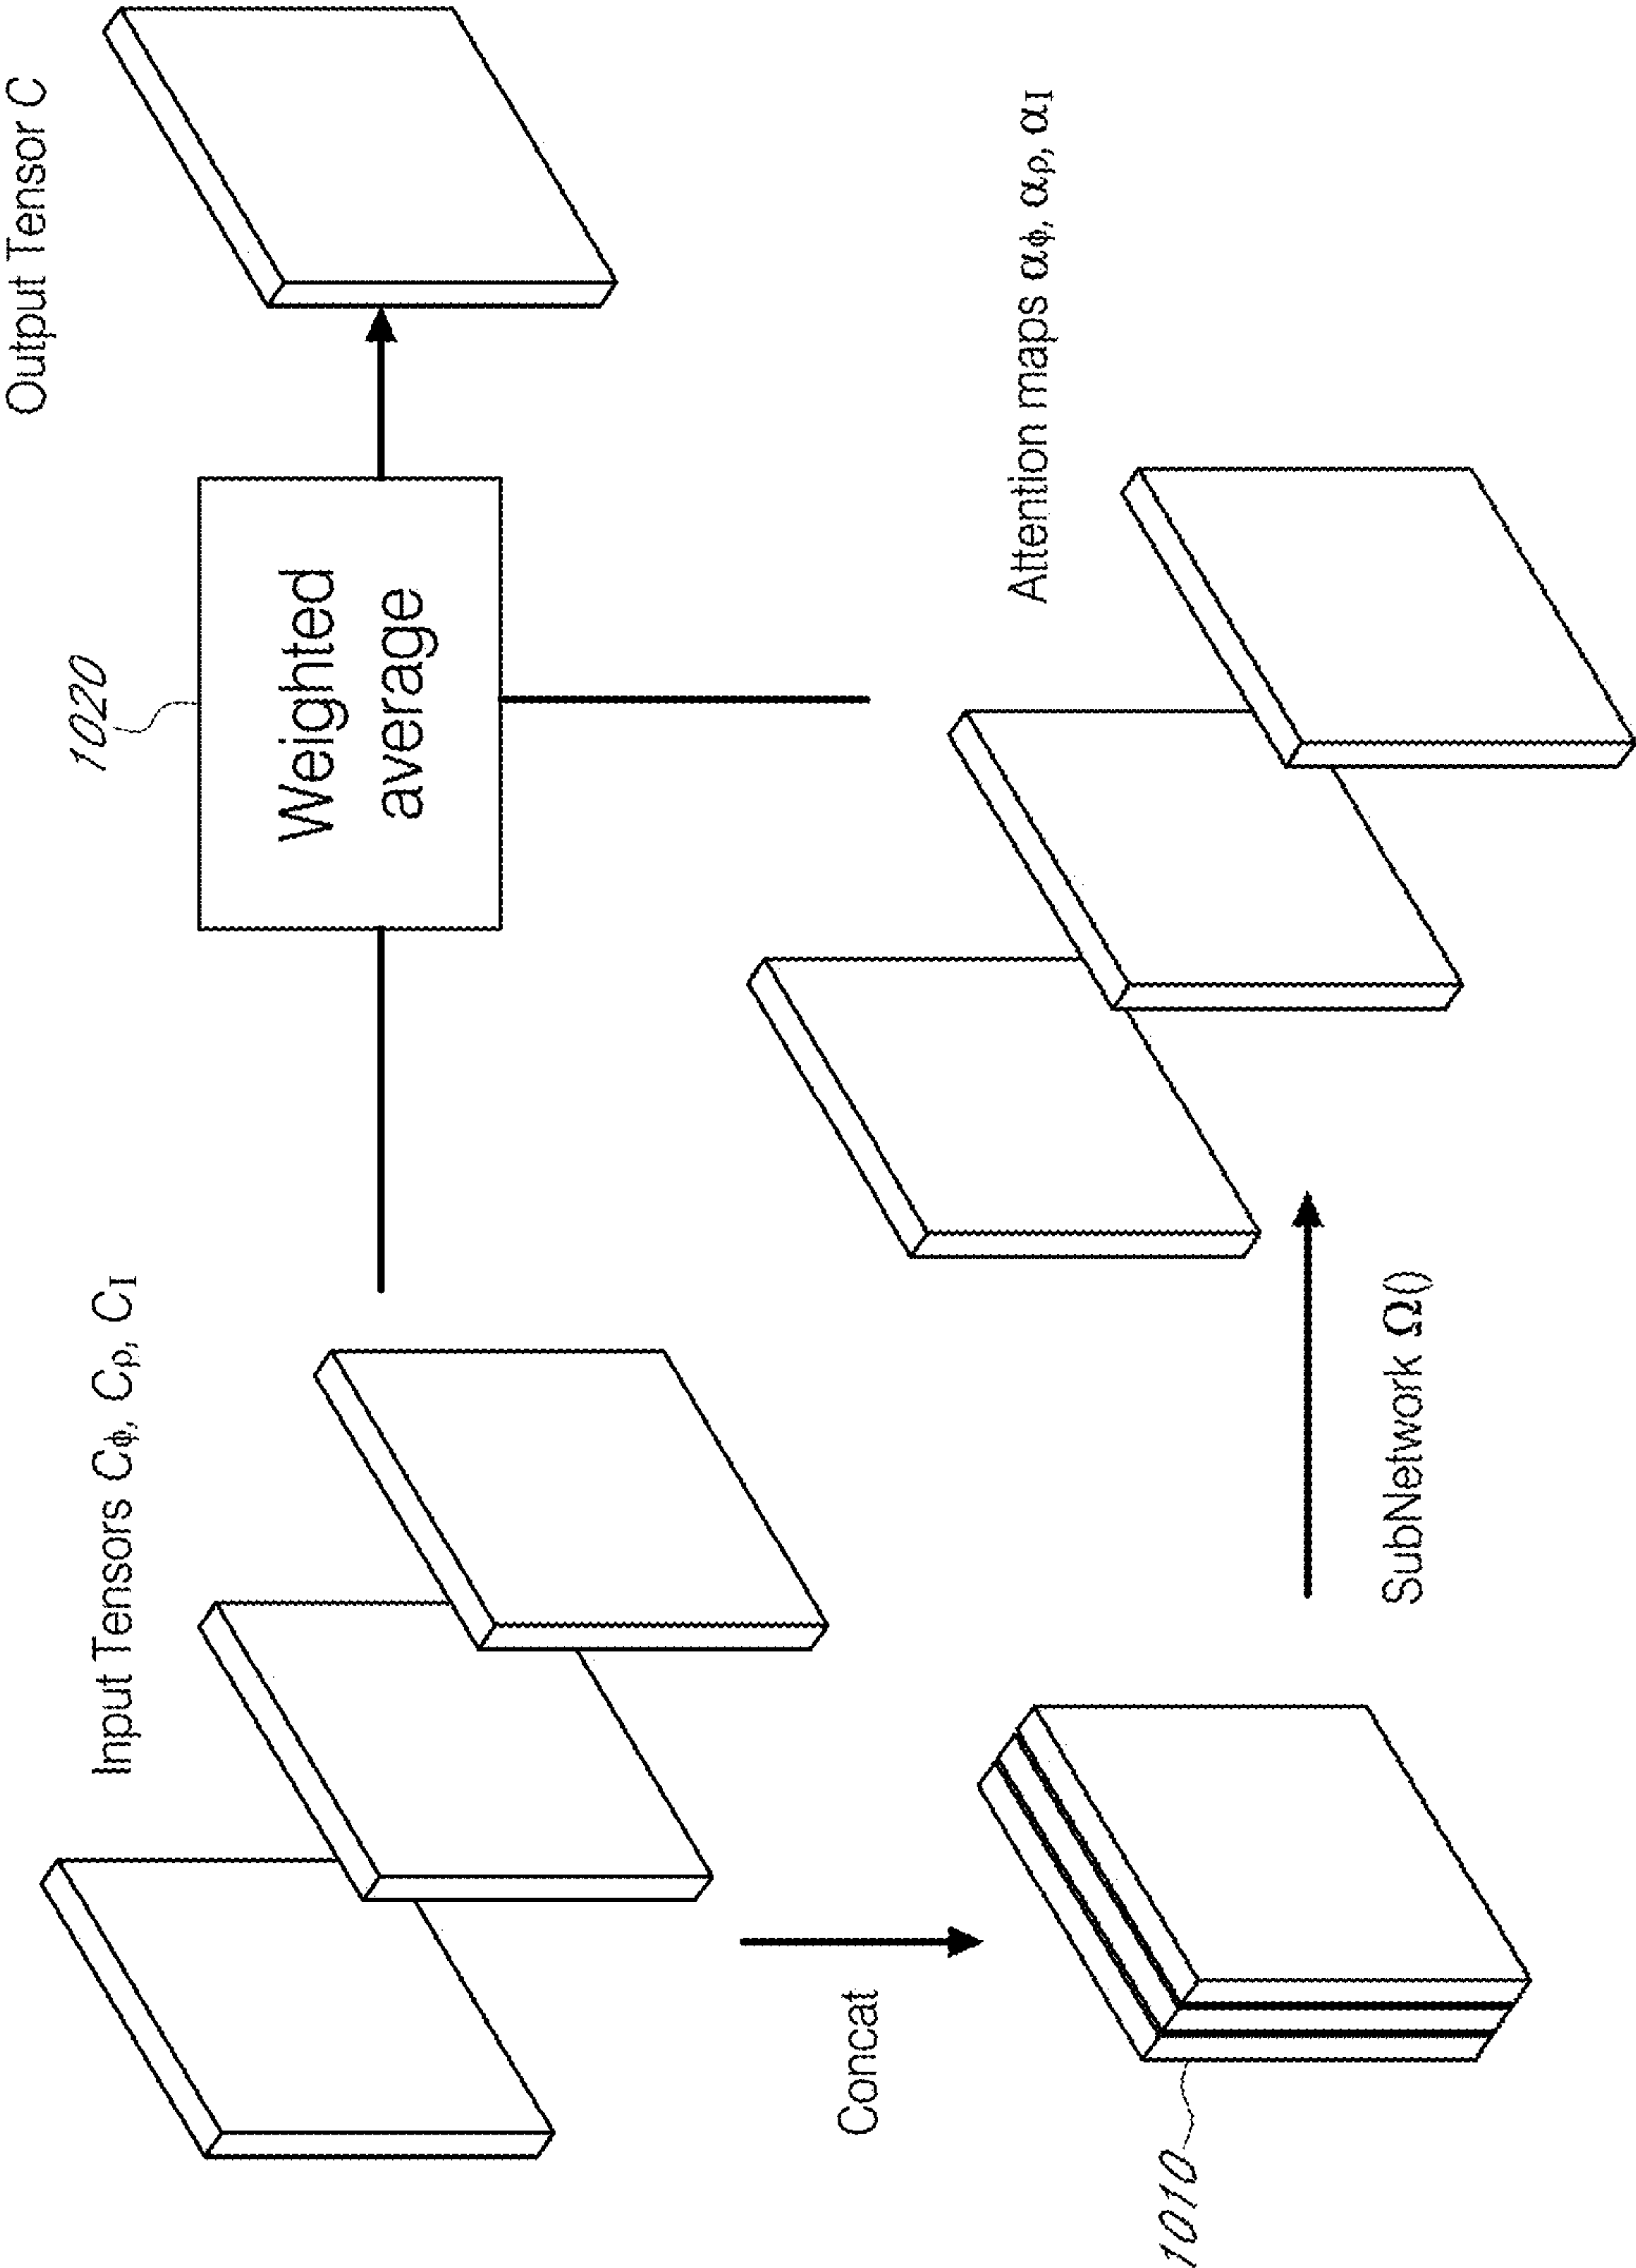 Input Tensors Cϕ, Cρ, CI
1020
Weighted
average
Output Tensor C
Concat
1010
SubNetwork Ω()
Attention maps αϕ, αρ, αI